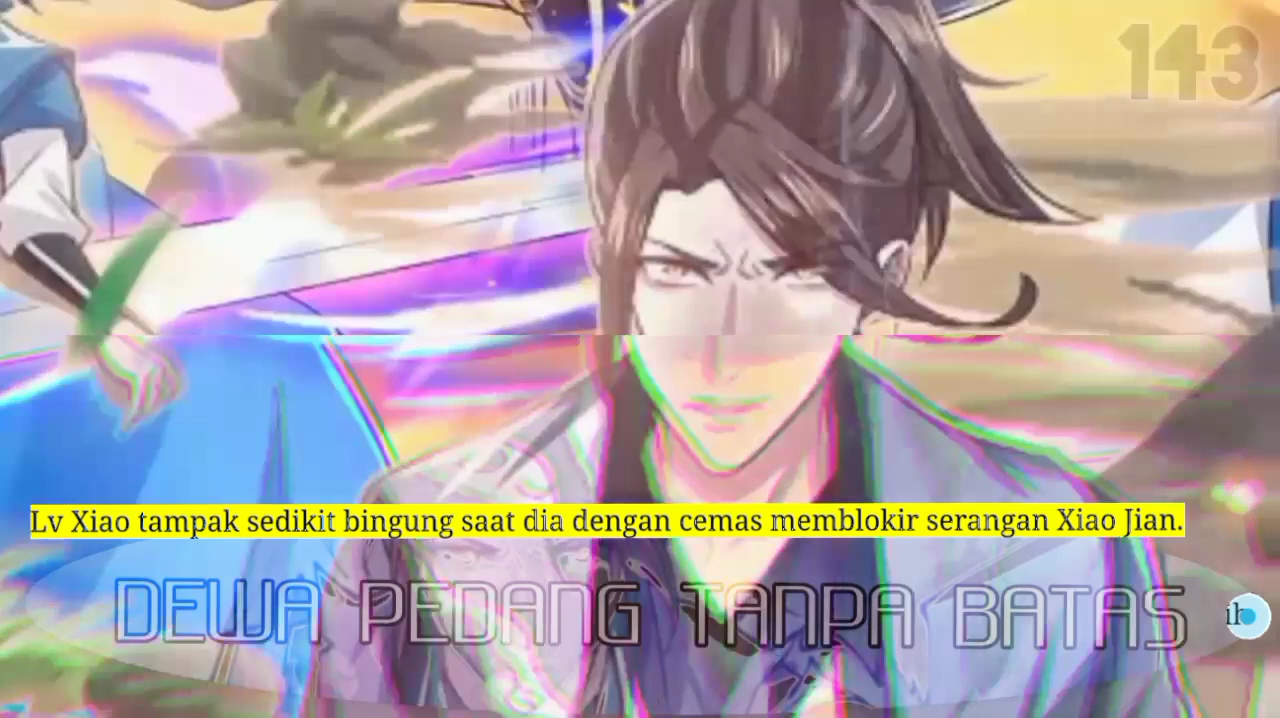 143
Lv Xiao tampak sedikit bingung saat dia dengan cemas memblokir serangan Xiao Jian.
DEWA PEDANG TANPA BATAS